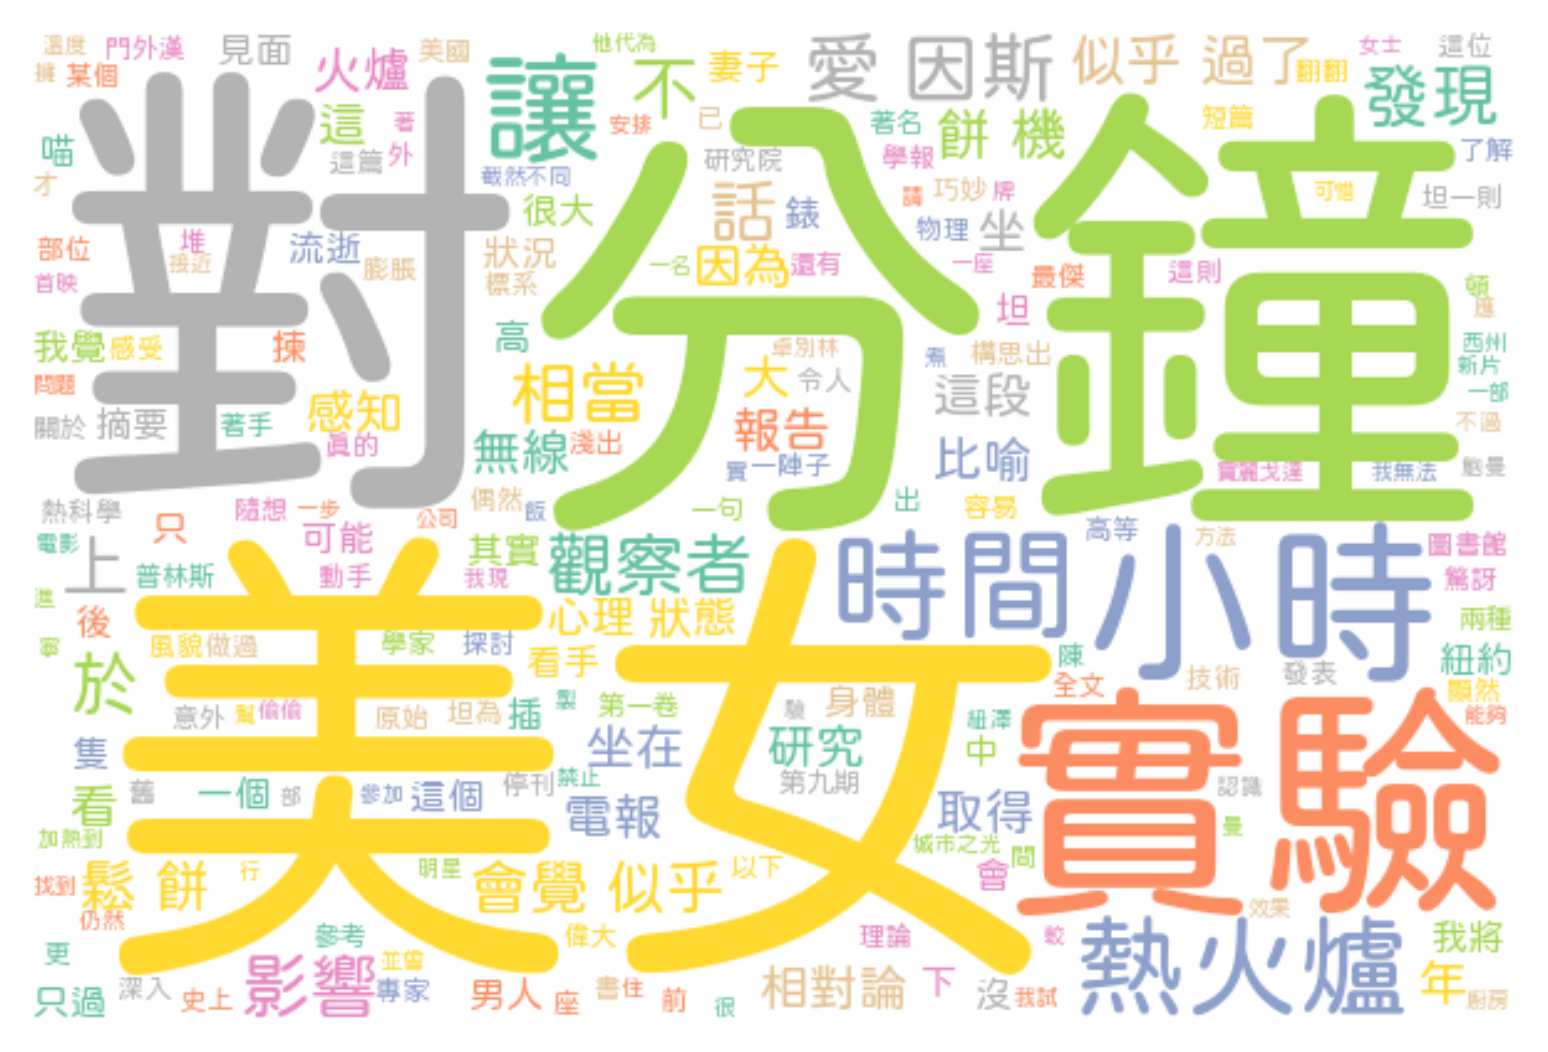 溫度 門外漢 見面 火爐 美國 讓 不 他代為 妻子 愛 因斯 似乎 過了 女士 這位
擁 某個 翻翻 發現
對 這 著 安排 已 著名 餅 機 短篇
喵 這篇 外 截然不同 研究院 學報 了解
才 分 鐘 很大 話 錶 請 巧妙 牌 可惜 坦一則
部位 堆 流逝 狀況 因為 還有 物理 坐
接近 膨脹 一名 一座 最傑 這則
首映 標系 坦 頓 應
我覺 感受 揀 高 卓別林 煮 構思出 西州
問題 感知 相當 大 令人 這段 新片 一部
關於 摘要 著手 報告 不過
真的 無線 淺出 實 一陣子 比喻 寶麗戈達 我無法 鮑曼
熱科學 只 隨想 一步 公司 偶然 飯 一句 出 容易 高等 方法
電影 上 可能 其實 觀察者 時間 小時 圖書館
普林斯 動手 我現 驚訝
進 後 美 女 心理 狀態 兩種
寧 風貌 做過 學家 探討 看手 陳 紐約
於 全文 技術 發表 顯然
意外 幫 偷偷 原始 坦為 插 製 第一卷 驗 身體 紐澤 實 驗 能夠
隻 坐在 研究 中
看 舊 一個 部 參加 這個 停刊 禁止 第九期 認識
加熱到 電報 取得 曼
城市之光 問
找到 鬆 餅 行 明星 會覺 似乎 以下 會
仍然 效果
更 參考 偉大 理論 較 熱火爐 我將
影響 並曾
只過 深入 史上 專家 男人 座 書 住 前 很 相對論 下 沒 我試 年 廚房